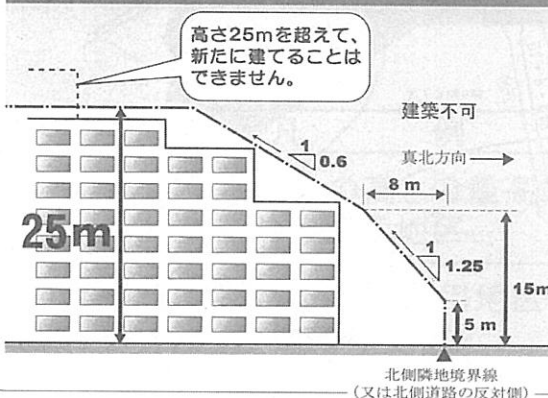 高さ25mを超えて、
新たに建てることは
できません。
建築不可
真北方向
1
0.6
8 m
25m
1
1.25
15m
5 m
北側隣地境界線
(又は北側道路の反対側)